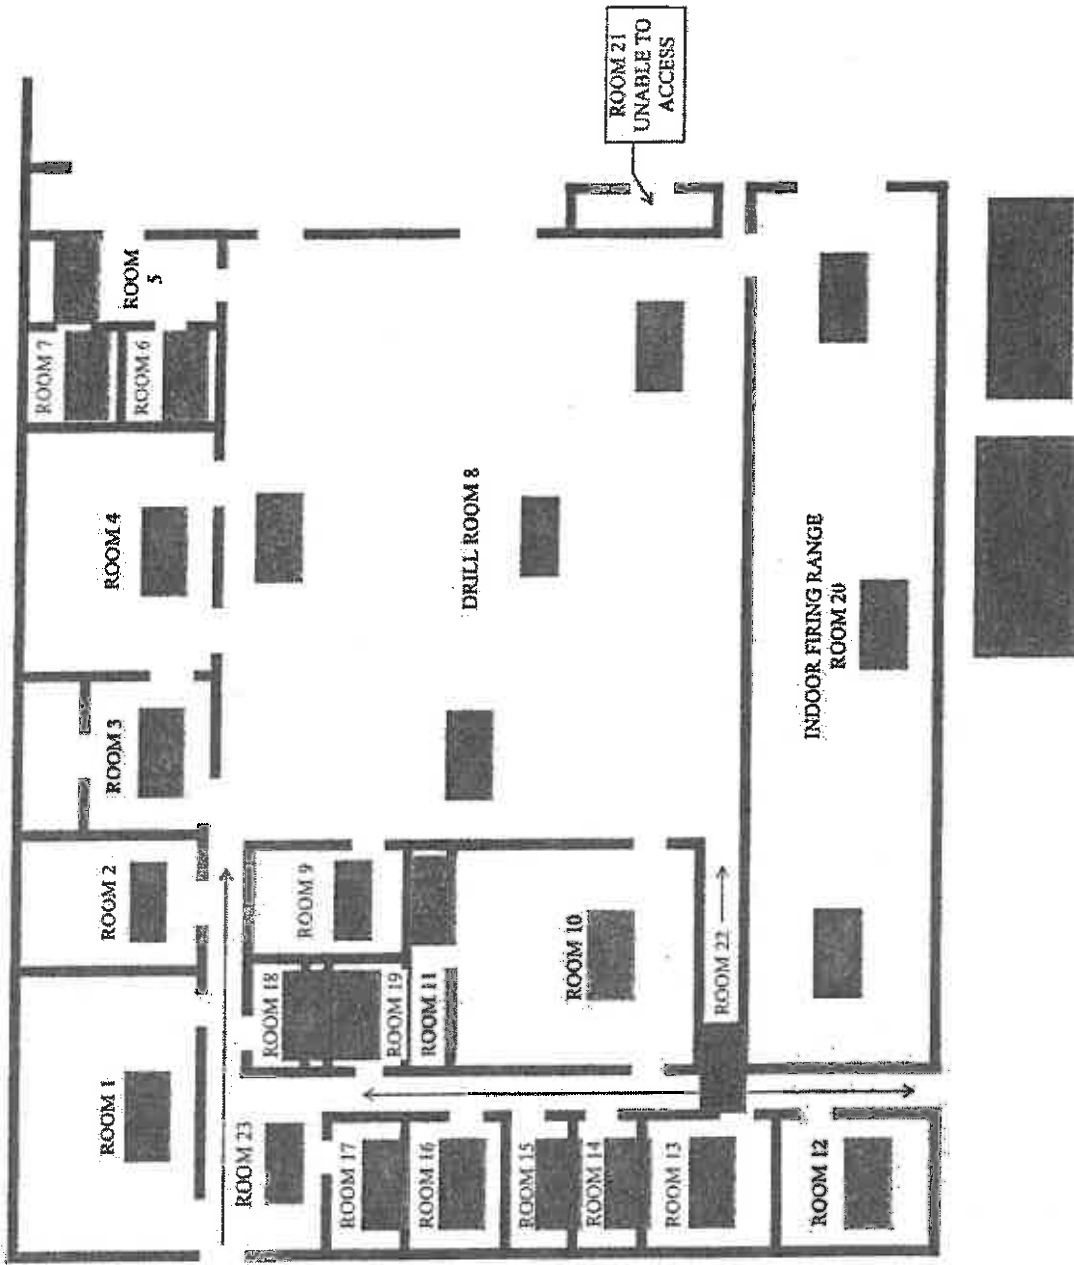 ROOM 1
ROOM 2
ROOM 3
ROOM 4
ROOM 7
ROOM 6
ROOM
5
ROOM 23
ROOM 18
ROOM 9
ROOM 17
ROOM 19
ROOM 16
ROOM 11
DRILL ROOM 8
ROOM 15
ROOM 14
ROOM 10
ROOM 21
UNABLE TO
ACCESS
ROOM 13
ROOM 22
ROOM 12
INDOOR FIRING RANGE
ROOM 20